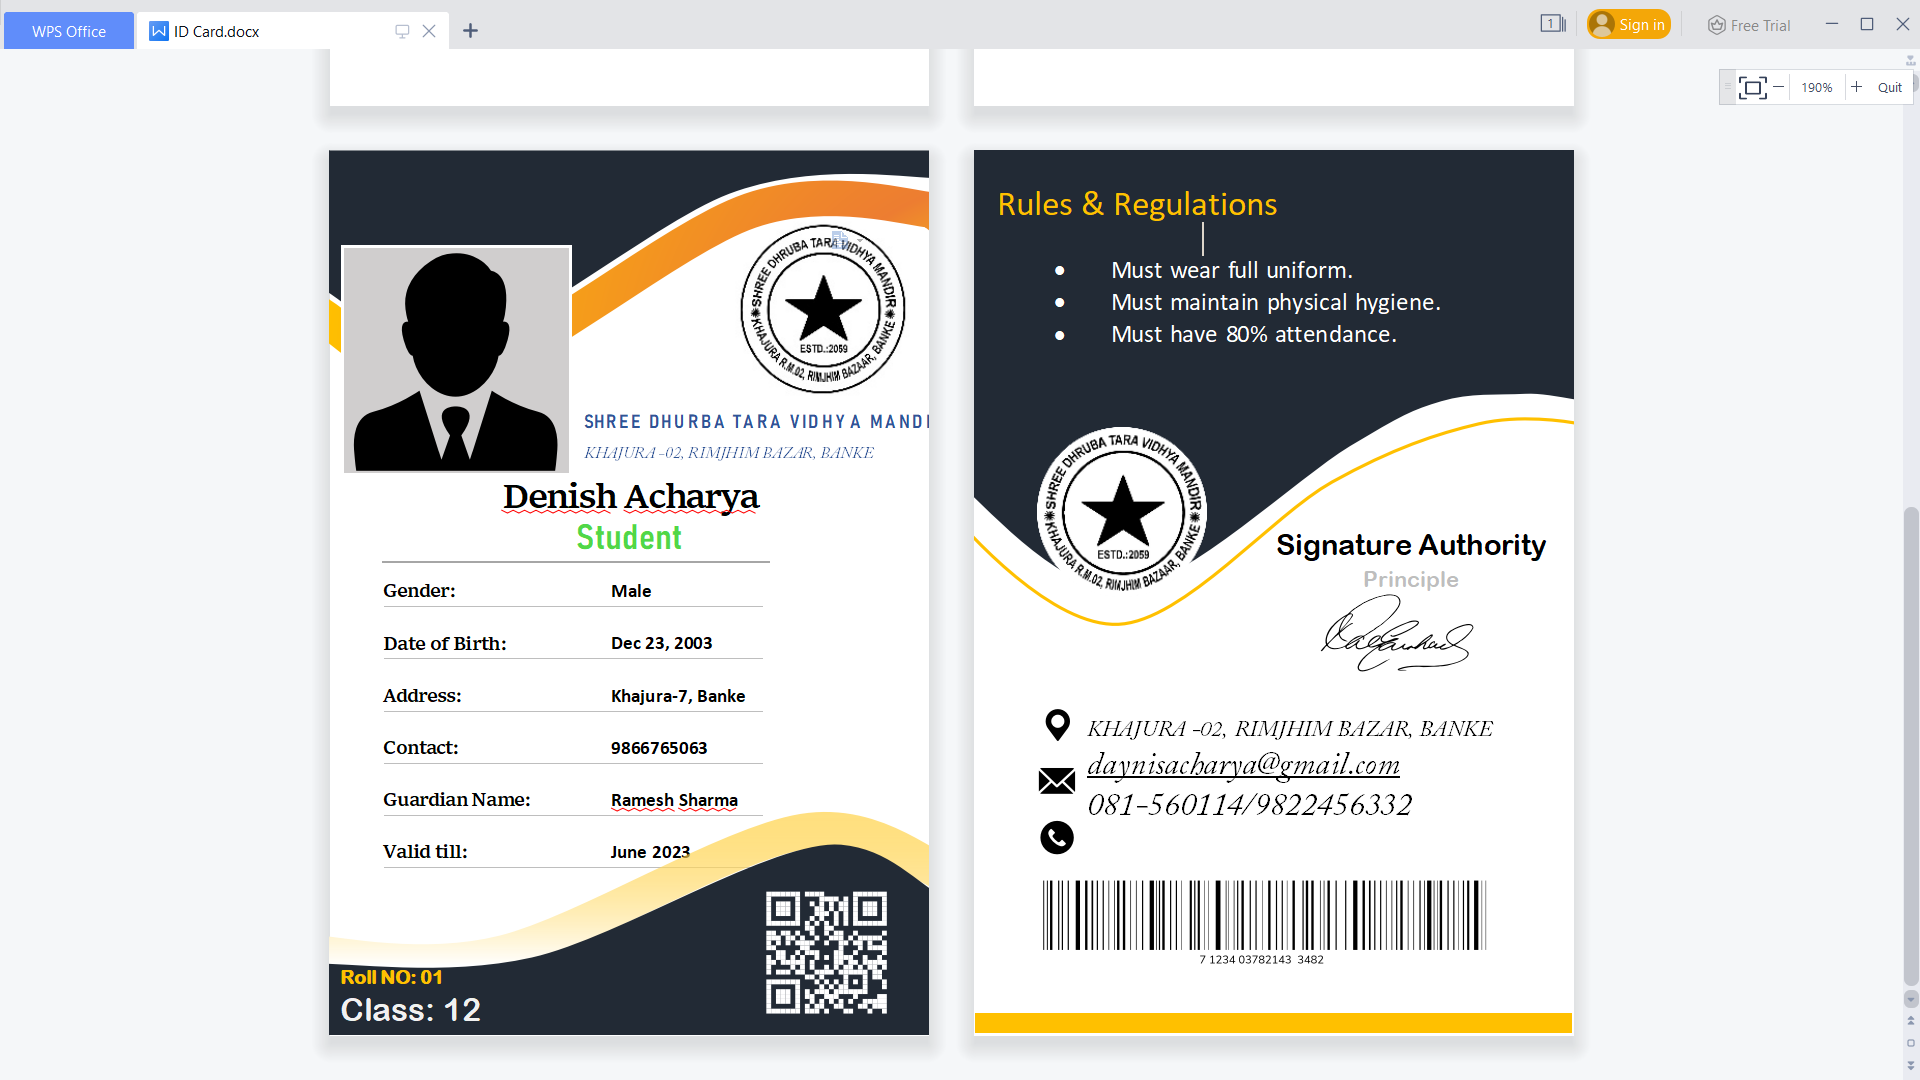 WPS Office
ID Card.docx
1
Sign in
Free Trial
190%
Quit
SHREE DHRUBA TARA VIDHYA MANDIR
ESTD.:2059
KHAJURA R.M.02, RIMJHIM BAZAAR, BANKE
SHREE DHURBA TARA VIDHYA MANDI
KHAJURA -02, RIMJHIM BAZAR, BANKE
Denish Acharya
Student
Gender: Male
Date of Birth: Dec 23, 2003
Address: Khajura-7, Banke
Contact: 9866765063
Guardian Name: Ramesh Sharma
Valid till: June 2023
Roll NO: 01
Class: 12
Rules & Regulations
• Must wear full uniform.
• Must maintain physical hygiene.
• Must have 80% attendance.
SHREE DHRUBA TARA VIDHYA MANDIR
ESTD.:2059
KHAJURA R.M.02, RIMJHIM BAZAAR, BANKE
Signature Authority
Principle
KHAJURA -02, RIMJHIM BAZAR, BANKE
daynisacharya@gmail.com
081-560114/9822456332
7 1234 03782143 3482